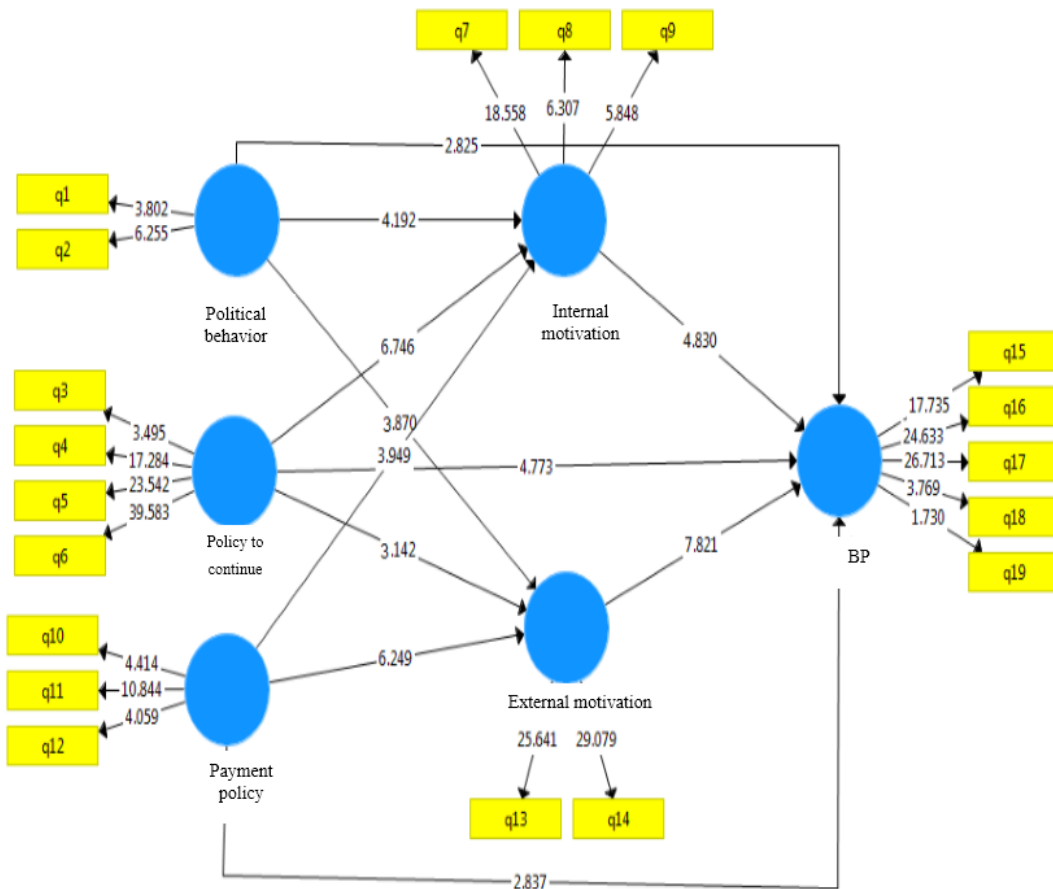 q7
q8
q9
18.558
6.307
5.848
2.825
q1
3.802
q2
6.255
4.192
Political
behavior
Internal
motivation
6.746
4.830
q3
3.495
q4
17.284
q5
23.542
q6
39.583
3.870
3.949
4.773
q15
17.735
q16
24.633
q17
26.713
q18
3.769
q19
1.730
BP
Policy to
continue
3.142
7.821
q10
4.414
q11
10.844
q12
4.059
6.249
External motivation
Payment
policy
25.641
29.079
q13
q14
2.837